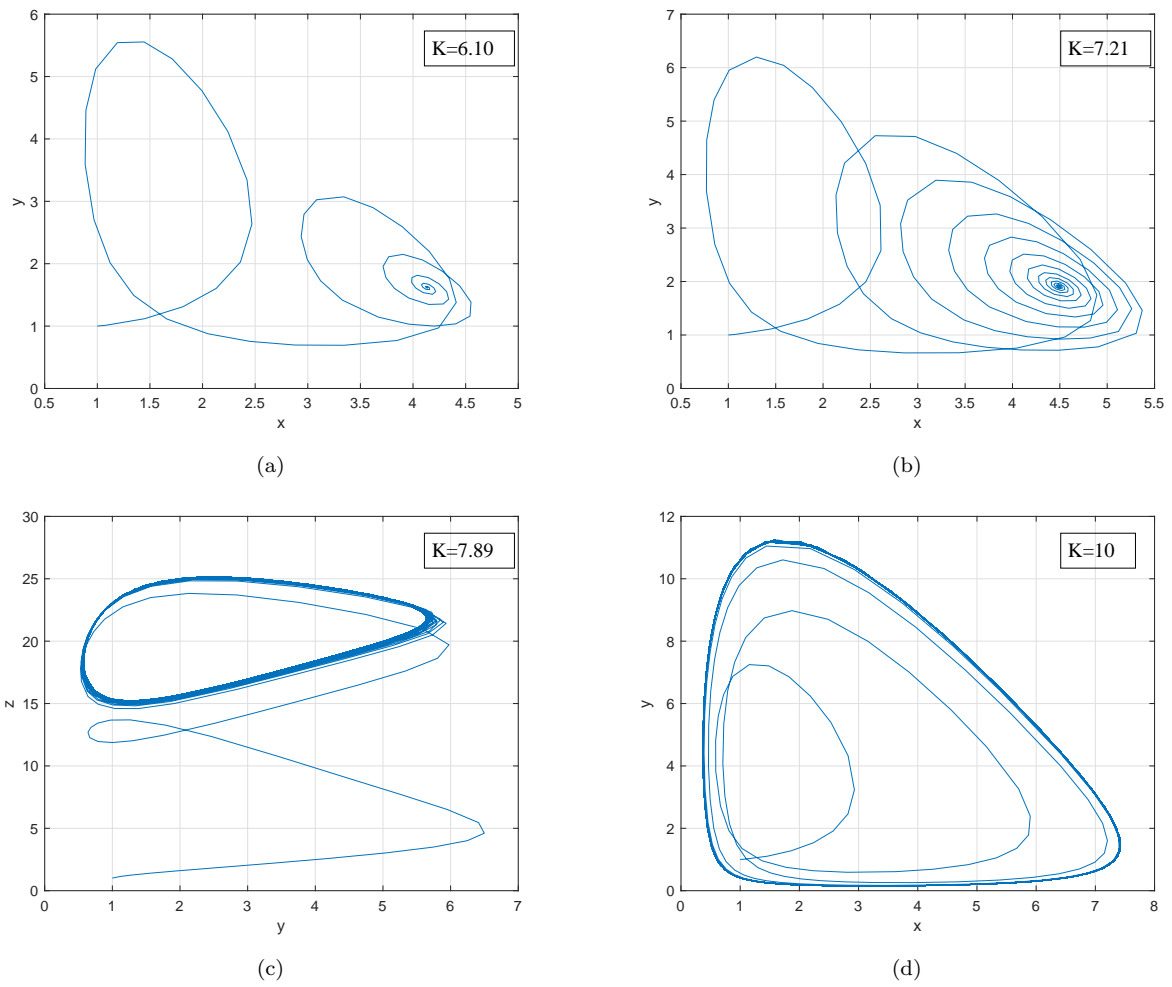 K=6.10
6
5
4
3
2
1
0
y
0.5 1 1.5 2 2.5 3 3.5 4 4.5 5
x
(a)
K=7.21
7
6
5
4
3
2
1
0
y
0.5 1 1.5 2 2.5 3 3.5 4 4.5 5 5.5
x
(b)
K=7.89
30
25
20
15
10
5
0
z
0 1 2 3 4 5 6 7
y
(c)
K=10
12
10
8
6
4
2
0
y
0 1 2 3 4 5 6 7 8
x
(d)